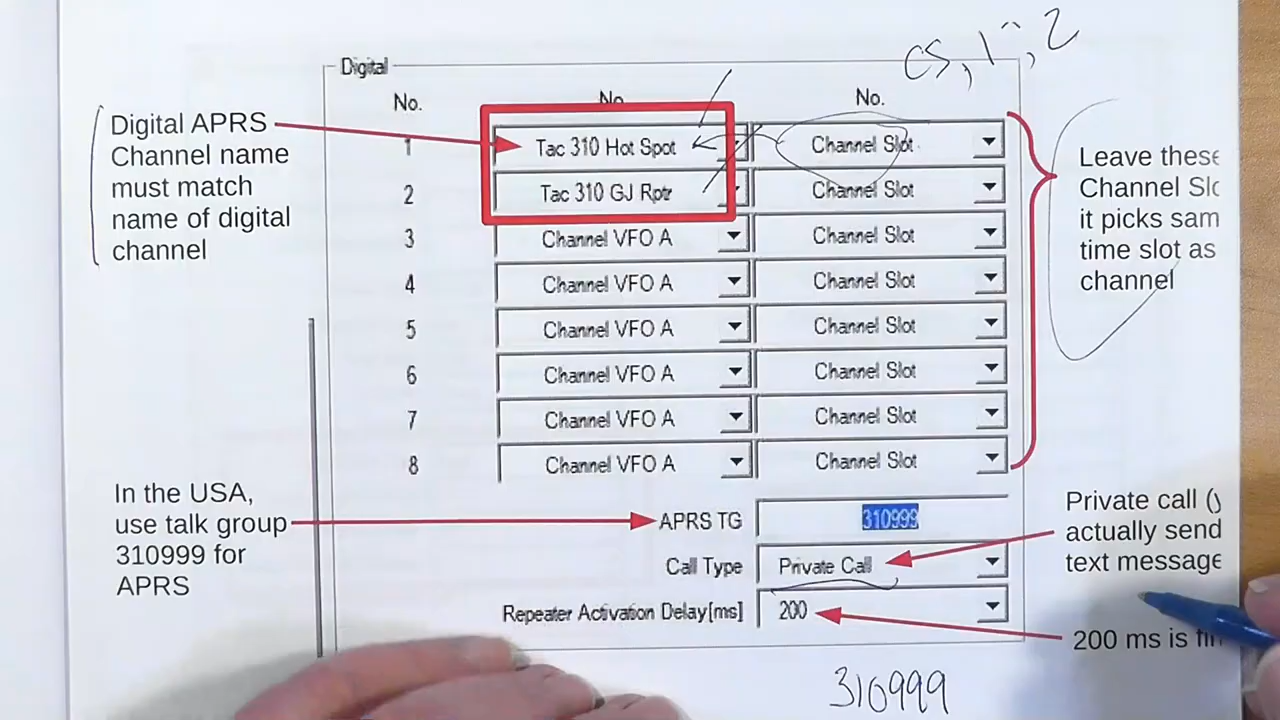 CS, 1, 2
Digital
No. No. No.
Digital APRS
Channel name
must match
name of digital
channel
1 Tac 310 Hot Spot Channel Slot
2 Tac 310 GJ Rptr Channel Slot
3 Channel VFO A Channel Slot
4 Channel VFO A Channel Slot
5 Channel VFO A Channel Slot
6 Channel VFO A Channel Slot
7 Channel VFO A Channel Slot
8 Channel VFO A Channel Slot
Leave these
Channel Slo
it picks sam
time slot as
channel
In the USA,
use talk group
310999 for
APRS
APRS TG 310999
Call Type Private Call
Repeater Activation Delay[ms] 200
Private call (y
actually send
text message
200 ms is fin
310999